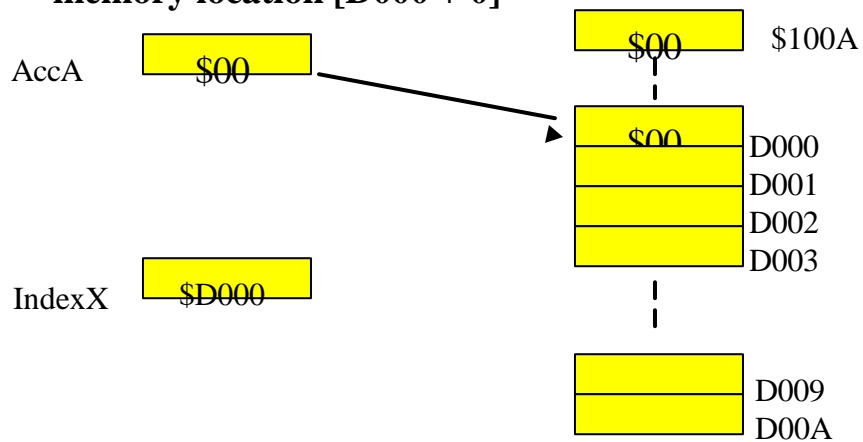 memory location [D000 + 0]
$00 $100A
AccA $00
$00 D000
D001
D002
D003
IndexX $D000
D009
D00A